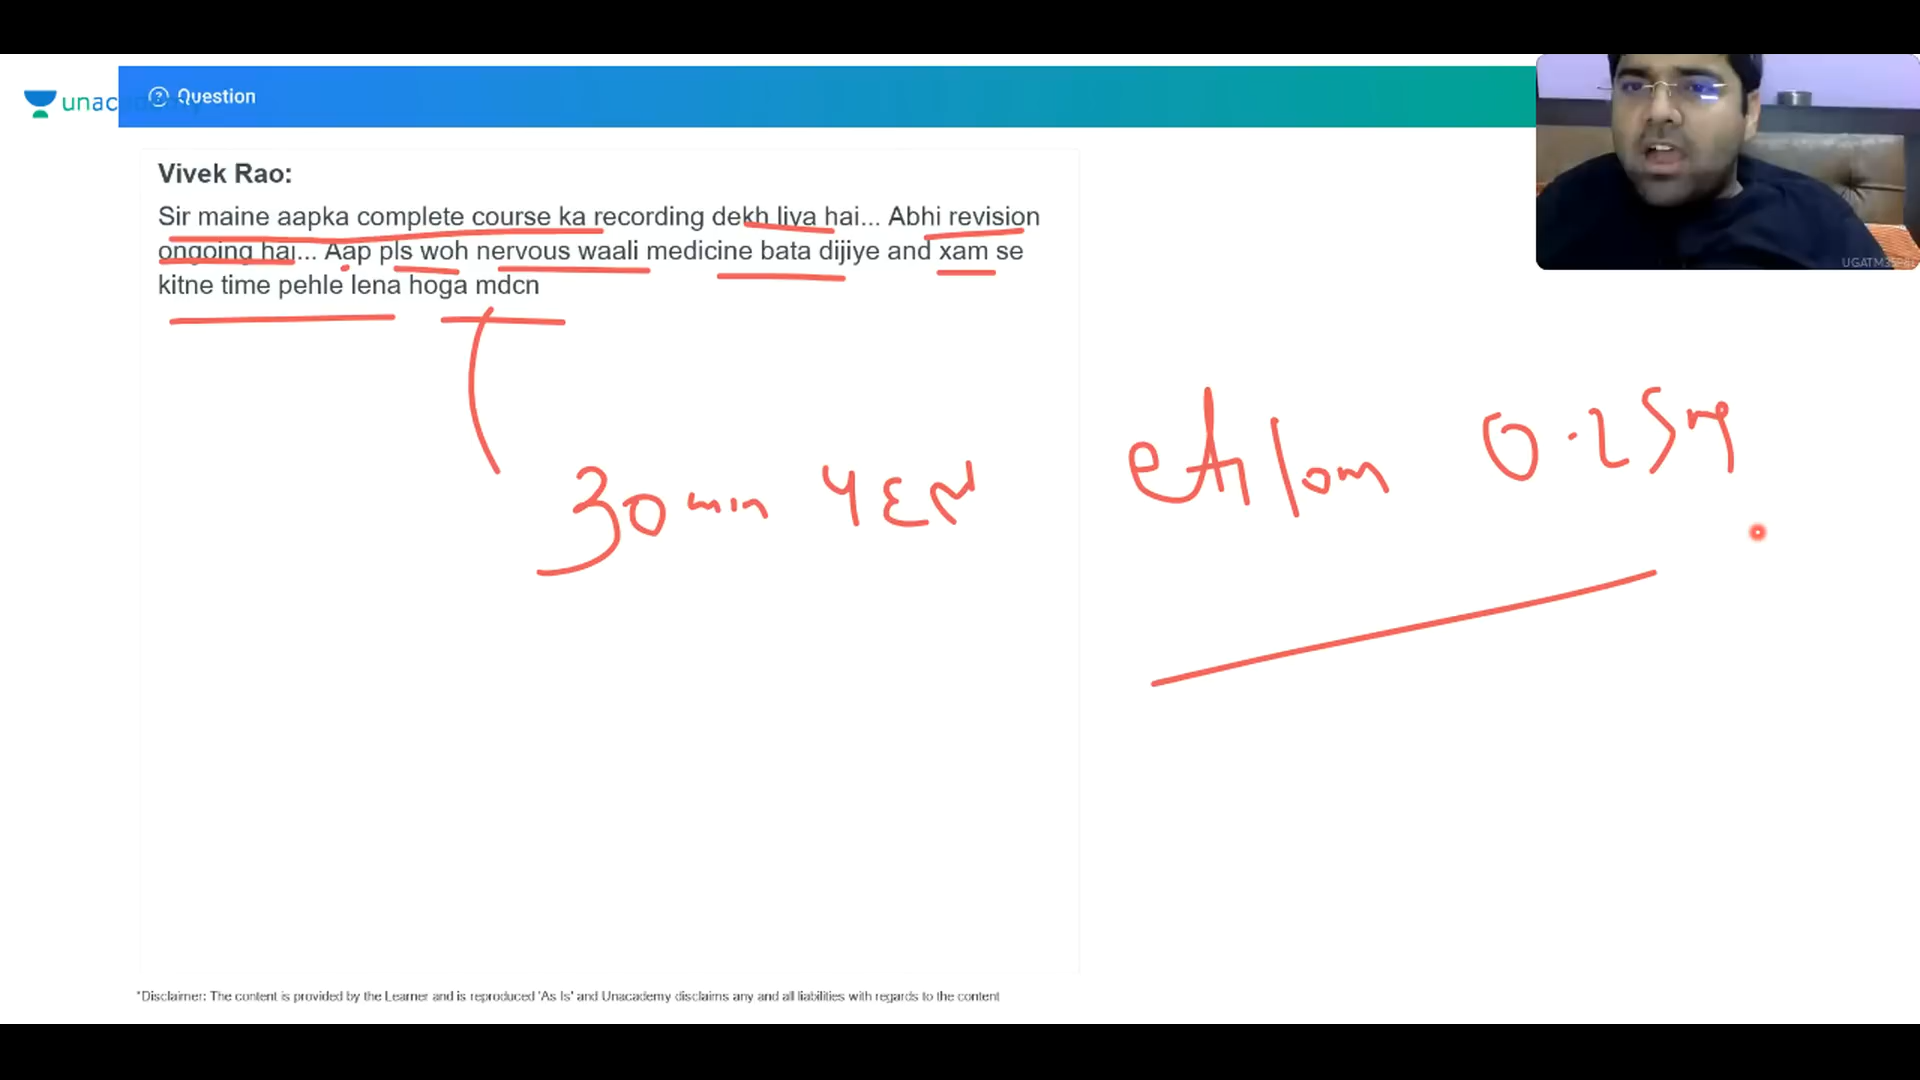 unacademy
Question
Vivek Rao:
Sir maine aapka complete course ka recording dekh liya hai... Abhi revision
ongoing hai... Aap pls woh nervous waali medicine bata dijiye and xam se
kitne time pehle lena hoga mdcn
30 min
0.25mg
*Disclaimer: The content is provided by the Learner and is reproduced 'As Is' and Unacademy disclaims any and all liabilities with regards to the content